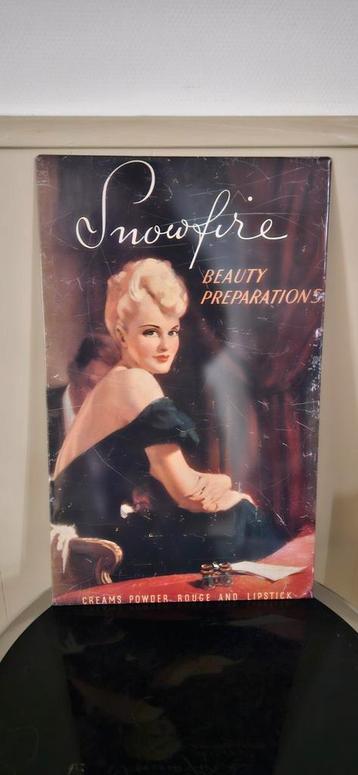 Snowfire
BEAUTY
PREPARATIONS
CREAMS POWDER ROUGE AND LIPSTICK